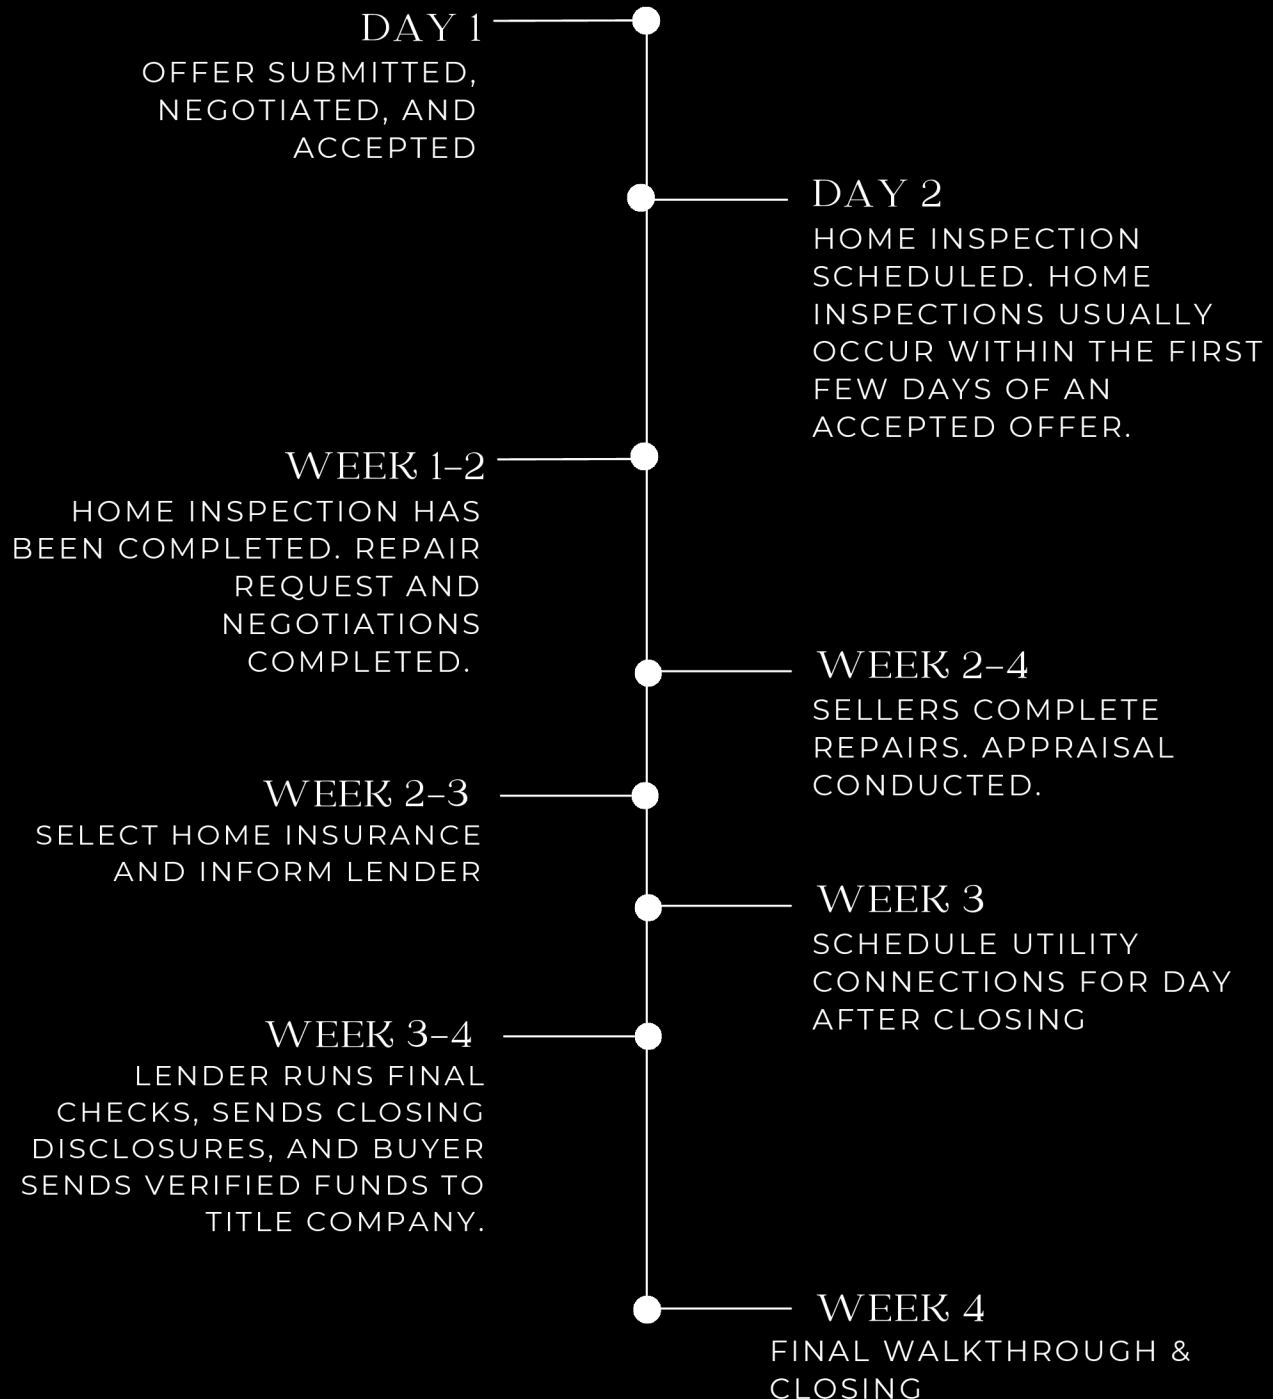 DAY 1
OFFER SUBMITTED,
NEGOTIATED, AND
ACCEPTED
DAY 2
HOME INSPECTION
SCHEDULED. HOME
INSPECTIONS USUALLY
OCCUR WITHIN THE FIRST
FEW DAYS OF AN
ACCEPTED OFFER.
WEEK 1–2
HOME INSPECTION HAS
BEEN COMPLETED. REPAIR
REQUEST AND
NEGOTIATIONS
COMPLETED.
WEEK 2–4
SELLERS COMPLETE
REPAIRS. APPRAISAL
CONDUCTED.
WEEK 2–3
SELECT HOME INSURANCE
AND INFORM LENDER
WEEK 3
SCHEDULE UTILITY
CONNECTIONS FOR DAY
AFTER CLOSING
WEEK 3–4
LENDER RUNS FINAL
CHECKS, SENDS CLOSING
DISCLOSURES, AND BUYER
SENDS VERIFIED FUNDS TO
TITLE COMPANY.
WEEK 4
FINAL WALKTHROUGH &
CLOSING